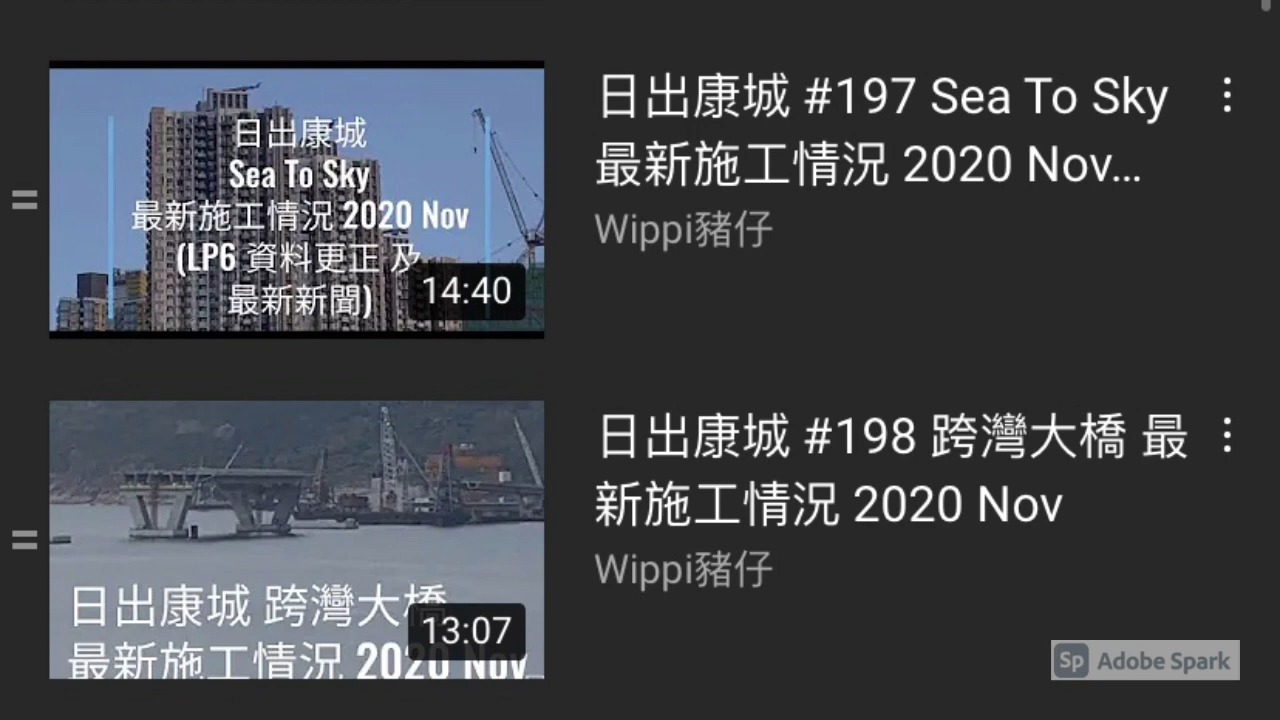 日出康城
Sea To Sky
最新施工情況 2020 Nov
(LP6 資料更正 及
最新新聞)
14:40
日出康城 #197 Sea To Sky
最新施工情況 2020 Nov...
Wippi豬仔
日出康城 跨灣大橋
最新施工情況 2020 Nov
13:07
日出康城 #198 跨灣大橋 最
新施工情況 2020 Nov
Wippi豬仔
Sp Adobe Spark